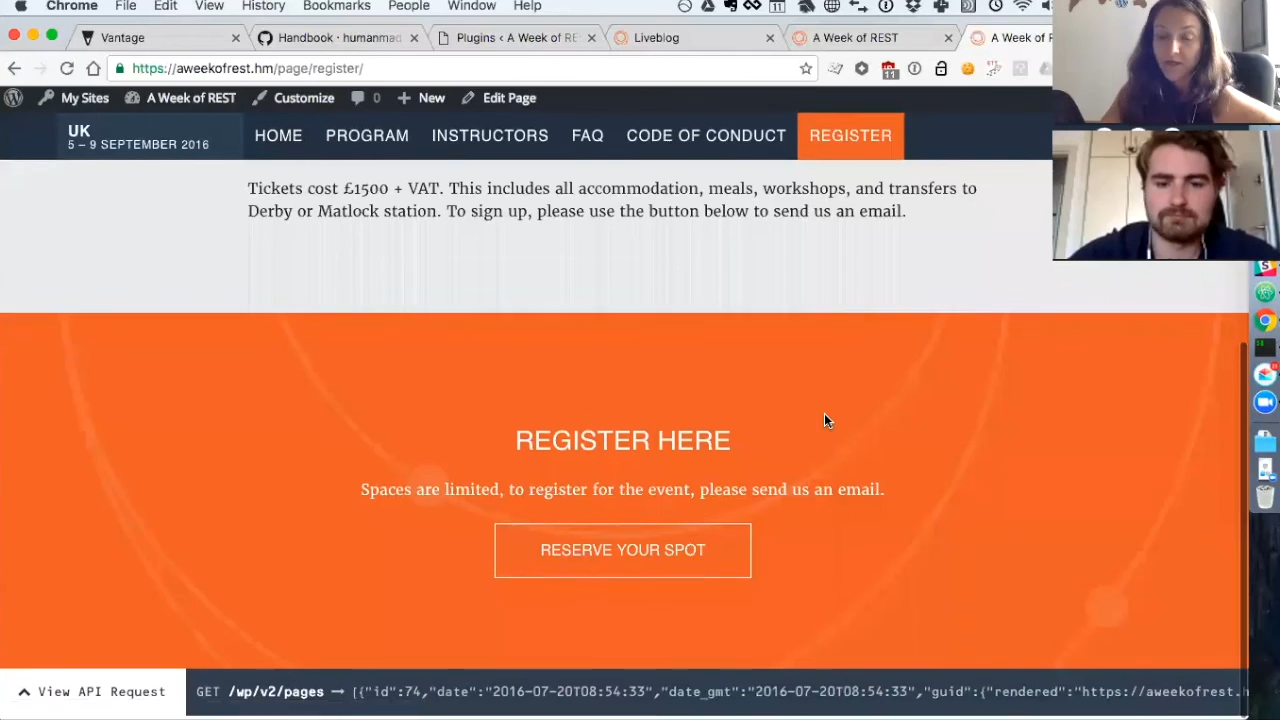 Chrome File Edit View History Bookmarks People Window Help
Vantage Handbook · humanmad Plugins ‹ A Week of RE Liveblog A Week of REST A Week of R
https://aweekofrest.hm/page/register/
11
My Sites A Week of REST Customize 0 New Edit Page
UK
5 – 9 SEPTEMBER 2016
HOME PROGRAM INSTRUCTORS FAQ CODE OF CONDUCT REGISTER
Tickets cost £1500 + VAT. This includes all accommodation, meals, workshops, and transfers to
Derby or Matlock station. To sign up, please use the button below to send us an email.
REGISTER HERE
Spaces are limited, to register for the event, please send us an email.
RESERVE YOUR SPOT
View API Request GET /wp/v2/pages → [{"id":74,"date":"2016-07-20T08:54:33","date_gmt":"2016-07-20T08:54:33","guid":{"rendered":"https://aweekofrest.h